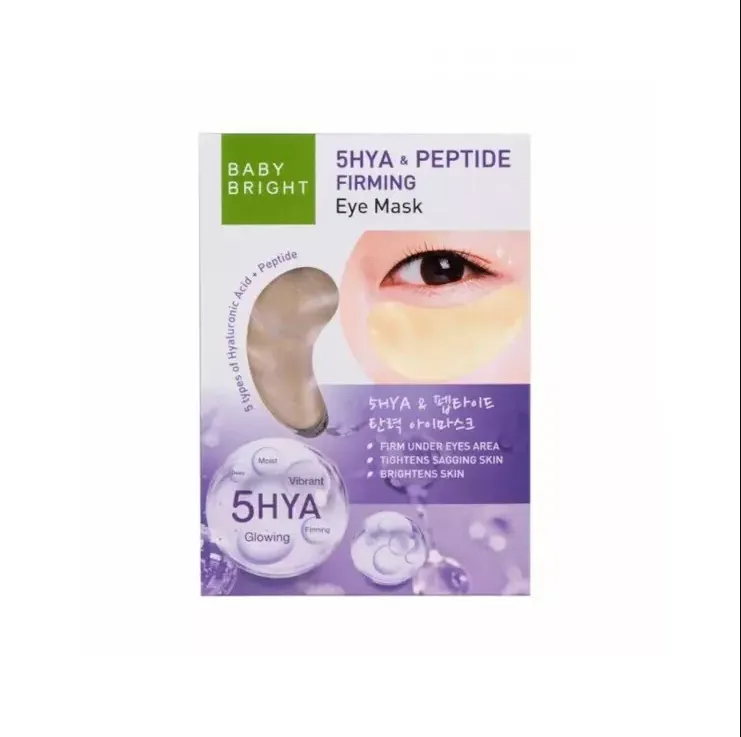 BABY
BRIGHT
5HYA & PEPTIDE
FIRMING
Eye Mask
5 types of Hyaluronic Acid + Peptide
5HYA & 펩타이드
탄력 아이마스크
FIRM UNDER EYES AREA
TIGHTENS SAGGING SKIN
BRIGHTENS SKIN
Moist
Vibrant
5HYA
Firming
Glowing